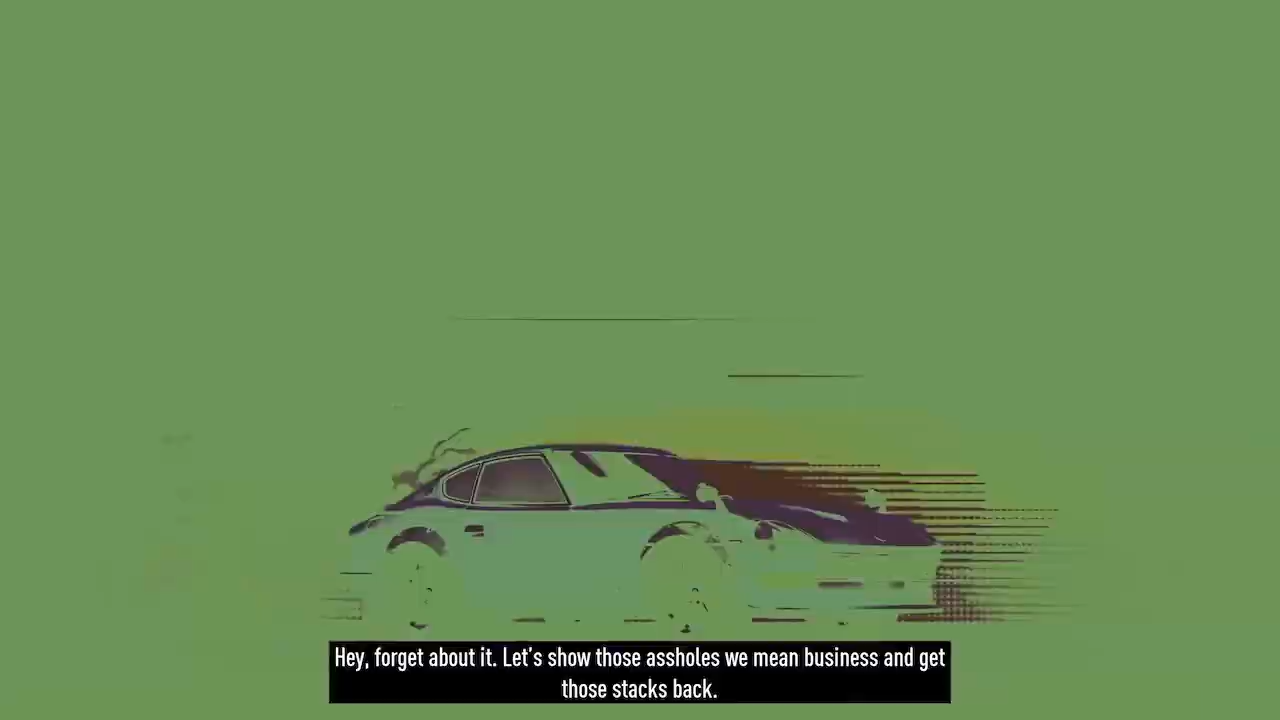 Hey, forget about it. Let's show those assholes we mean business and get
those stacks back.